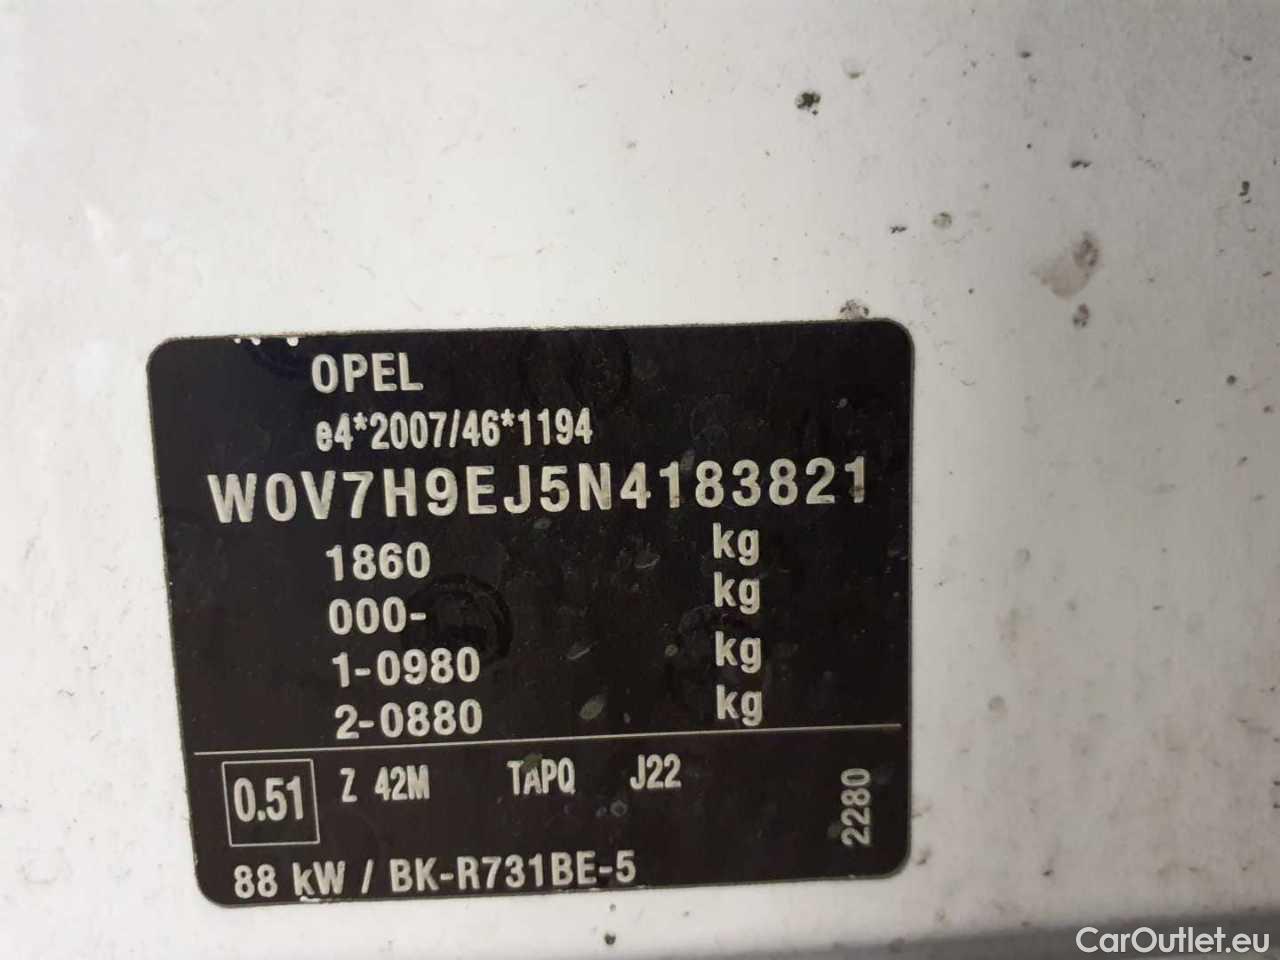 OPEL
e4*2007/46*1194
W0V7H9EJ5N4183821
1860 kg
000- kg
1-0980 kg
2-0880 kg
0.51 Z 42M TAPQ J22
2280
88 kW / BK-R731BE-5
CarOutlet.eu